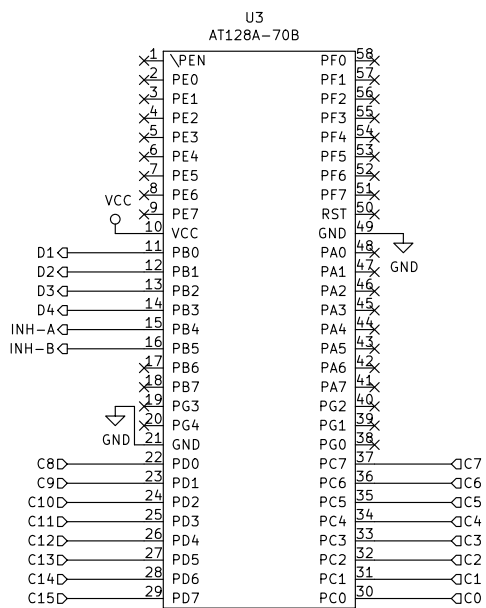 U3
AT128A-70B
1 \PEN PF0 58
2 PE0 PF1 57
3 PE1 PF2 56
4 PE2 PF3 55
5 PE3 PF4 54
6 PE4 PF5 53
7 PE5 PF6 52
8 PE6 PF7 51
VCC 9 PE7 RST 50
10 VCC GND 49
D1 11 PB0 PA0 48
D2 12 PB1 PA1 47 GND
D3 13 PB2 PA2 46
D4 14 PB3 PA3 45
INH-A 15 PB4 PA4 44
INH-B 16 PB5 PA5 43
17 PB6 PA6 42
18 PB7 PA7 41
19 PG3 PG2 40
20 PG4 PG1 39
GND 21 GND PG0 38
C8 22 PD0 PC7 37 C7
C9 23 PD1 PC6 36 C6
C10 24 PD2 PC5 35 C5
C11 25 PD3 PC4 34 C4
C12 26 PD4 PC3 33 C3
C13 27 PD5 PC2 32 C2
C14 28 PD6 PC1 31 C1
C15 29 PD7 PC0 30 C0